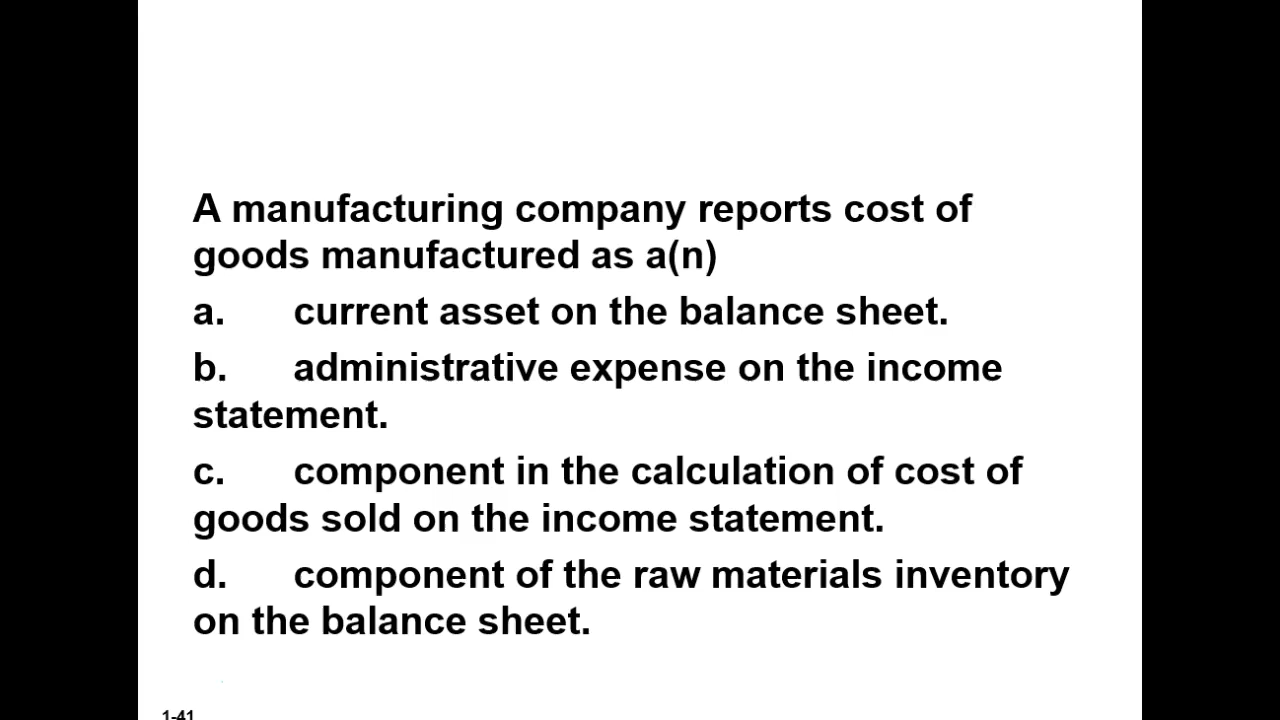 A manufacturing company reports cost of
goods manufactured as a(n)
a. current asset on the balance sheet.
b. administrative expense on the income
statement.
c. component in the calculation of cost of
goods sold on the income statement.
d. component of the raw materials inventory
on the balance sheet.
1-41